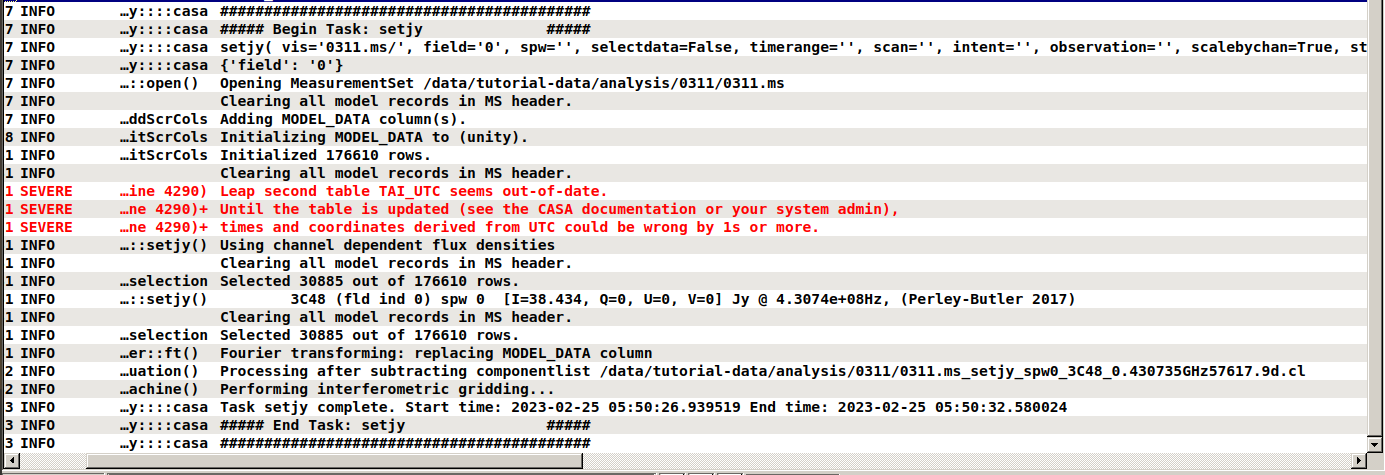 7 INFO …y::::casa ##########################################
7 INFO …y::::casa ##### Begin Task: setjy #####
7 INFO …y::::casa setjy( vis='0311.ms/', field='0', spw='', selectdata=False, timerange='', scan='', intent='', observation='', scalebychan=True, st
7 INFO …y::::casa {'field': '0'}
7 INFO …::open() Opening MeasurementSet /data/tutorial-data/analysis/0311/0311.ms
7 INFO Clearing all model records in MS header.
7 INFO …ddScrCols Adding MODEL_DATA column(s).
8 INFO …itScrCols Initializing MODEL_DATA to (unity).
1 INFO …itScrCols Initialized 176610 rows.
1 INFO Clearing all model records in MS header.
1 SEVERE …ine 4290) Leap second table TAI_UTC seems out-of-date.
1 SEVERE …ne 4290)+ Until the table is updated (see the CASA documentation or your system admin),
1 SEVERE …ne 4290)+ times and coordinates derived from UTC could be wrong by 1s or more.
1 INFO …::setjy() Using channel dependent flux densities
1 INFO Clearing all model records in MS header.
1 INFO …selection Selected 30885 out of 176610 rows.
1 INFO …::setjy() 3C48 (fld ind 0) spw 0 [I=38.434, Q=0, U=0, V=0] Jy @ 4.3074e+08Hz, (Perley-Butler 2017)
1 INFO Clearing all model records in MS header.
1 INFO …selection Selected 30885 out of 176610 rows.
1 INFO …er::ft() Fourier transforming: replacing MODEL_DATA column
2 INFO …uation() Processing after subtracting componentlist /data/tutorial-data/analysis/0311/0311.ms_setjy_spw0_3C48_0.430735GHz57617.9d.cl
2 INFO …achine() Performing interferometric gridding...
3 INFO …y::::casa Task setjy complete. Start time: 2023-02-25 05:50:26.939519 End time: 2023-02-25 05:50:32.580024
3 INFO …y::::casa ##### End Task: setjy #####
3 INFO …y::::casa ##########################################